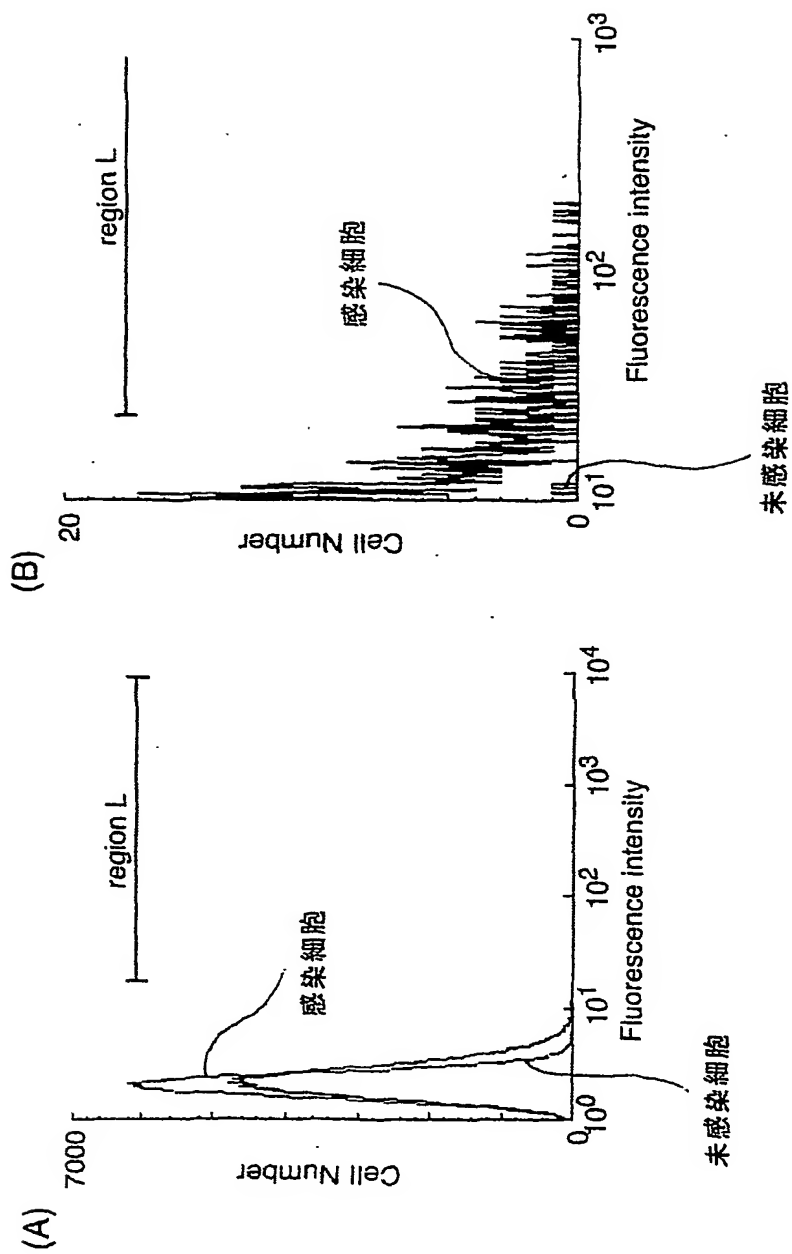 (A)
7000
Cell Number
0
10⁰
10¹
10²
10³
10⁴
Fluorescence intensity
region L
感染細胞
未感染細胞
(B)
20
Cell Number
0
10¹
10²
10³
Fluorescence intensity
region L
感染細胞
未感染細胞